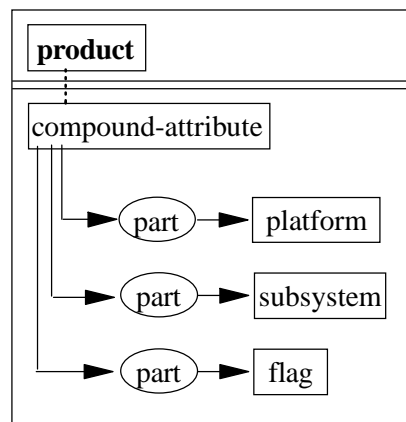 product
compound-attribute
part platform
part subsystem
part flag